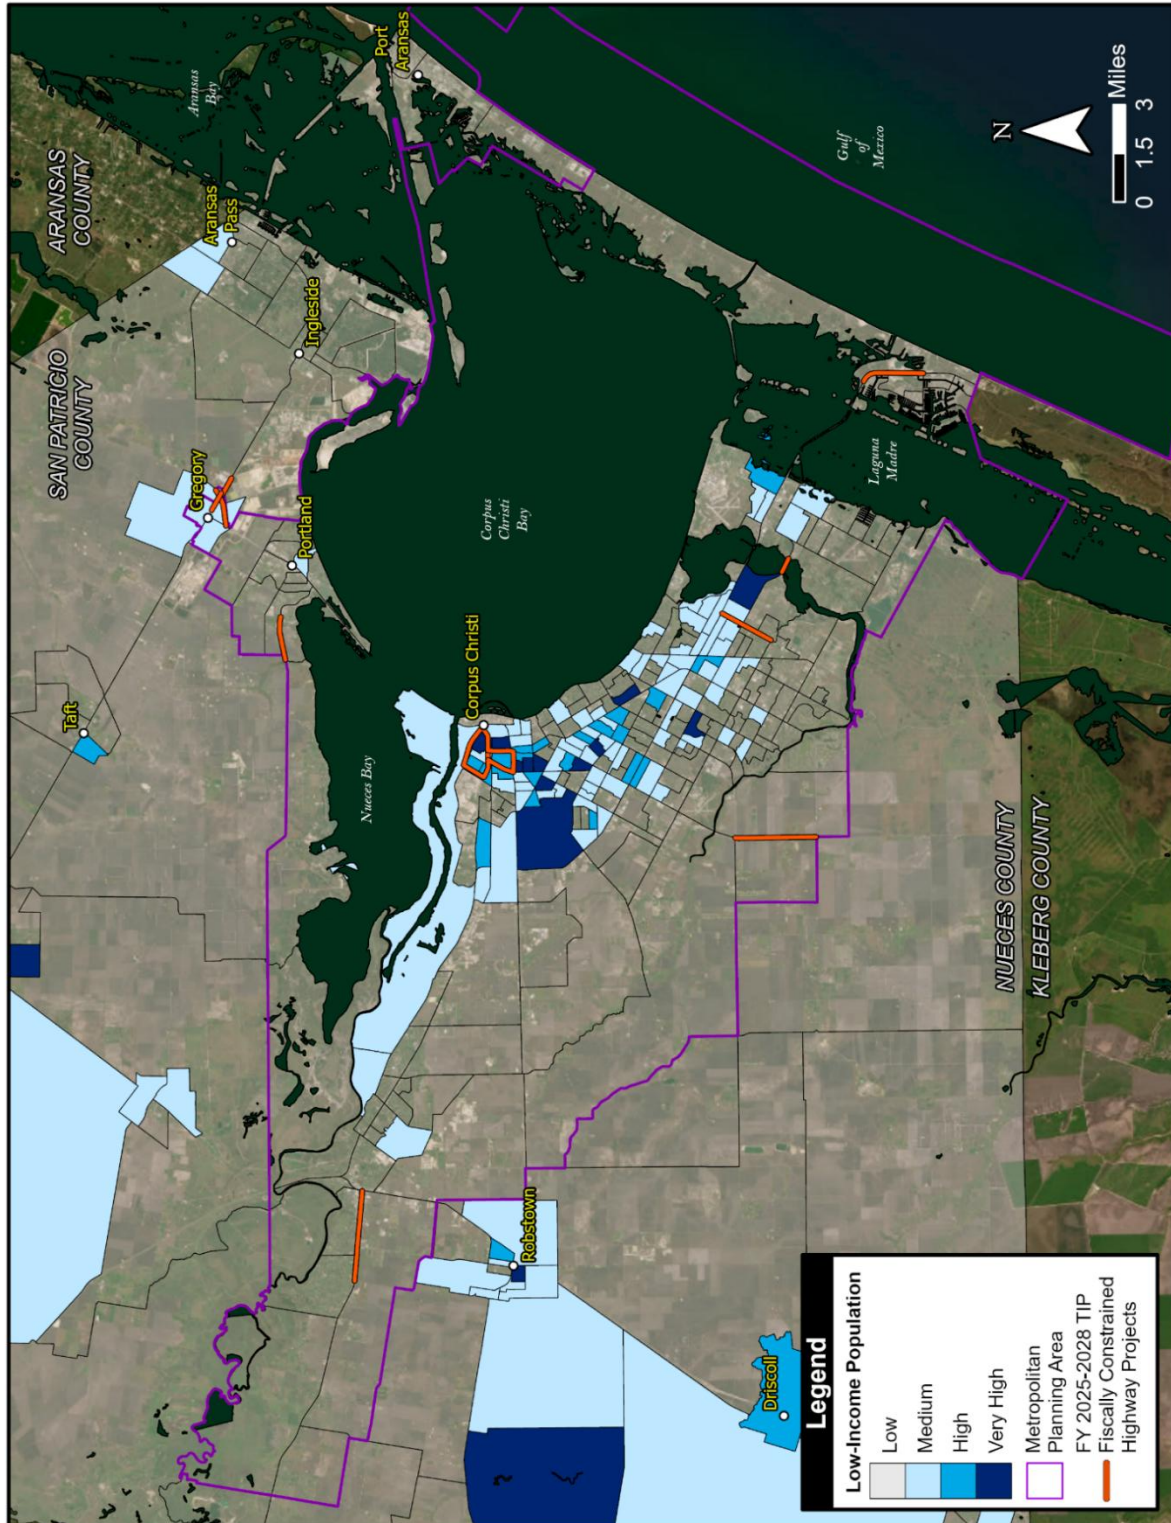 ARANSAS
COUNTY
SAN PATRICIO
COUNTY
Aransas
Bay
Aransas
Pass
Port
Aransas
Ingleside
Gregory
Portland
Taft
Corpus
Christi
Bay
Nueces Bay
Corpus Christi
Gulf
of
Mexico
Laguna
Madre
Robstown
Driscoll
NUECES COUNTY
KLEBERG COUNTY
N
0 1.5 3
Miles
Legend
Low-Income Population
Low
Medium
High
Very High
Metropolitan
Planning Area
FY 2025-2028 TIP
Fiscally Constrained
Highway Projects